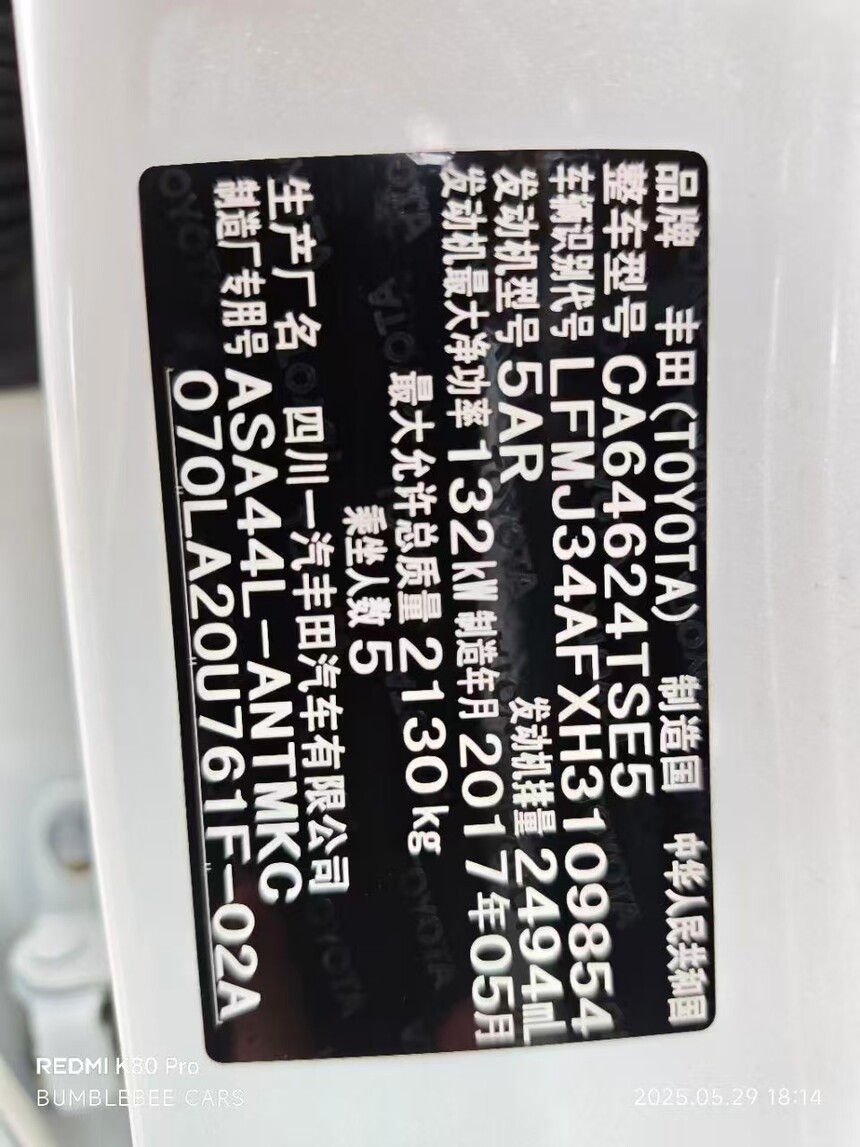 品牌 丰田(TOYOTA) 制造国 中华人民共和国
整车型号 CA64624TSE5
车辆识别代号 LFMJ34AFXH3109854
发动机型号 5AR 发动机排量 2494mL
发动机最大净功率 132kW 制造年月 2017年05月
最大允许总质量 2130kg
乘坐人数 5
生产厂名 四川一汽丰田汽车有限公司
制造厂专用号 ASA44L-ANTMKC
070LA20U761F-02A
REDMI K80 Pro
BUMBLEBEE CARS
2025.05.29 18:14